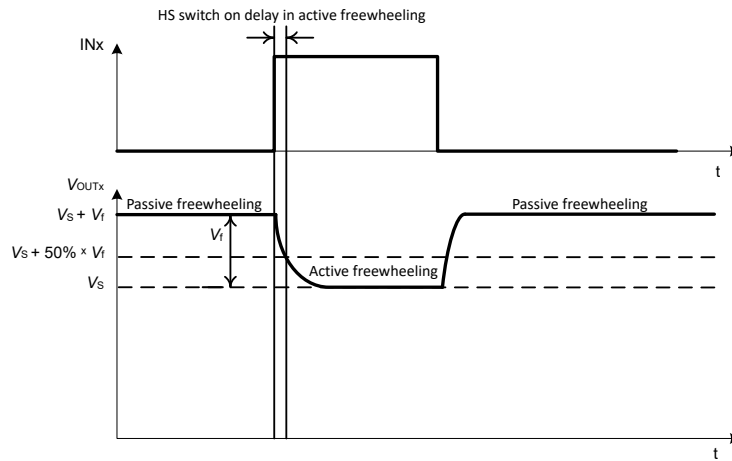 HS switch on delay in active freewheeling
INx
t
VOUTx
VS + Vf
Passive freewheeling
Passive freewheeling
Vf
VS + 50% x Vf
Active freewheeling
VS
t